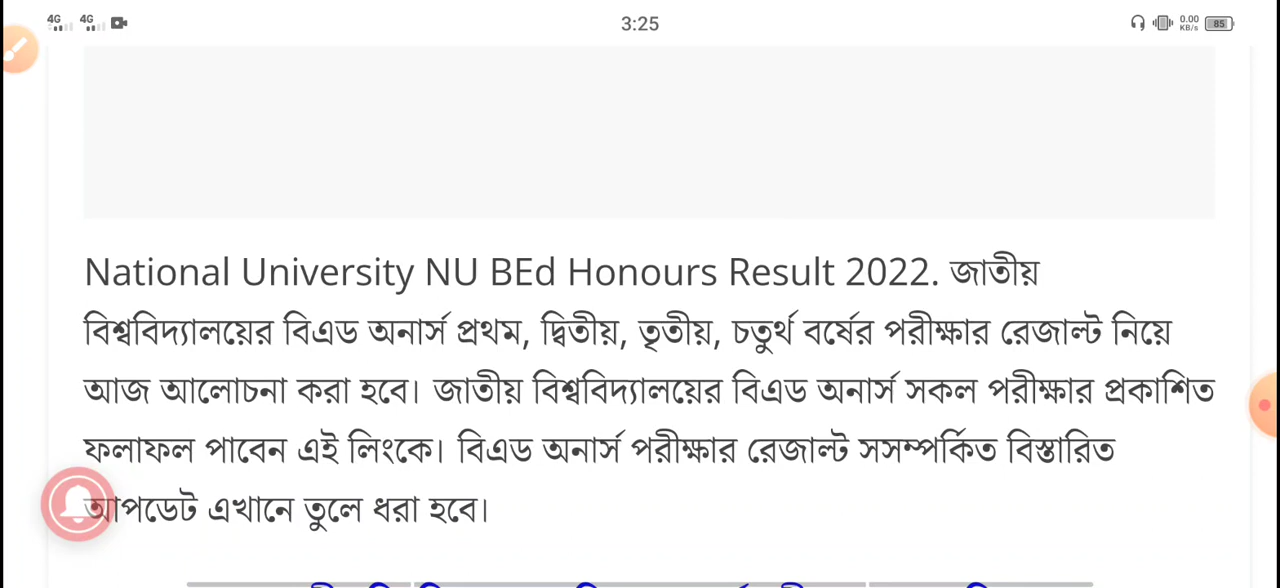 4G 4G 3:25 0.00 KB/s 85
National University NU BEd Honours Result 2022. জাতীয়
বিশ্ববিদ্যালয়ের বিএড অনার্স প্রথম, দ্বিতীয়, তৃতীয়, চতুর্থ বর্ষের পরীক্ষার রেজাল্ট নিয়ে
আজ আলোচনা করা হবে। জাতীয় বিশ্ববিদ্যালয়ের বিএড অনার্স সকল পরীক্ষার প্রকাশিত
ফলাফল পাবেন এই লিংকে। বিএড অনার্স পরীক্ষার রেজাল্ট সসম্পর্কিত বিস্তারিত
আপডেট এখানে তুলে ধরা হবে।